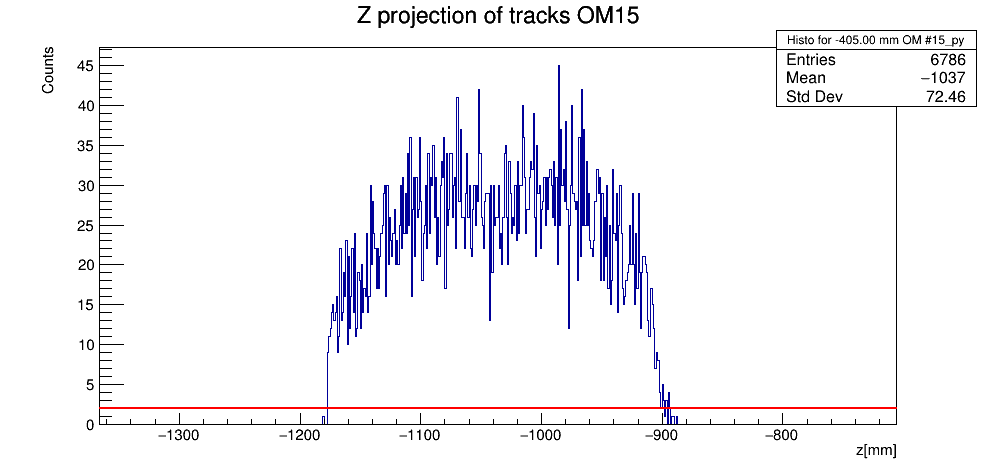 Z projection of tracks OM15
Histo for -405.00 mm OM #15_py
Entries 6786
Mean −1037
Std Dev 72.46
Counts
45
40
35
30
25
20
15
10
5
0
−1300 −1200 −1100 −1000 −900 −800
z[mm]